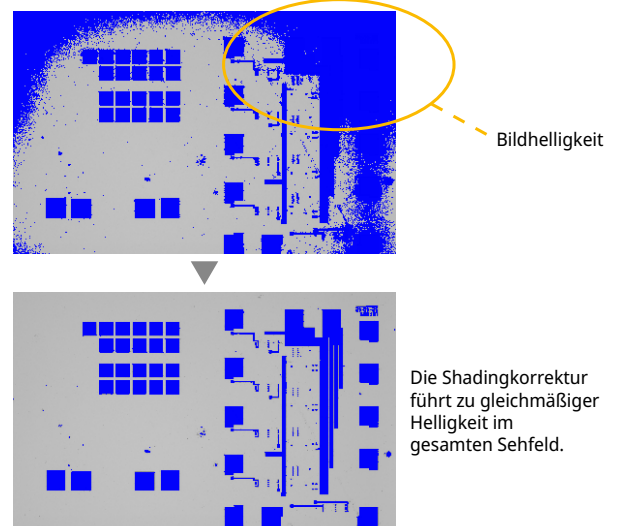 Bildhelligkeit
Die Shadingkorrektur
führt zu gleichmäßiger
Helligkeit im
gesamten Sehfeld.